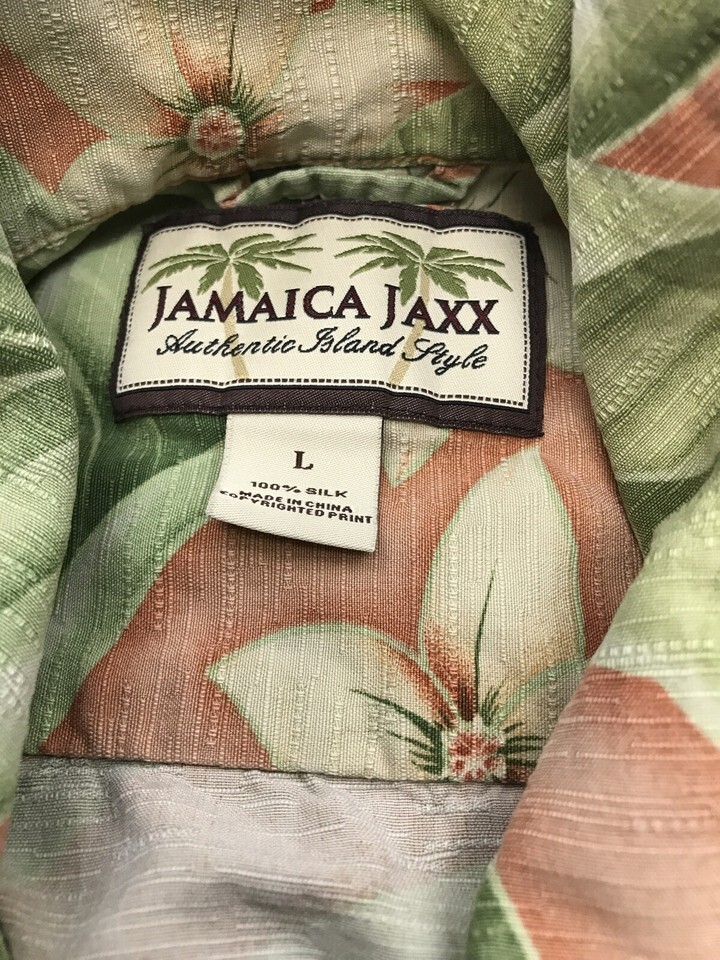 JAMAICA JAXX
Authentic Island Style
L
100% SILK
MADE IN CHINA
COPYRIGHTED PRINT